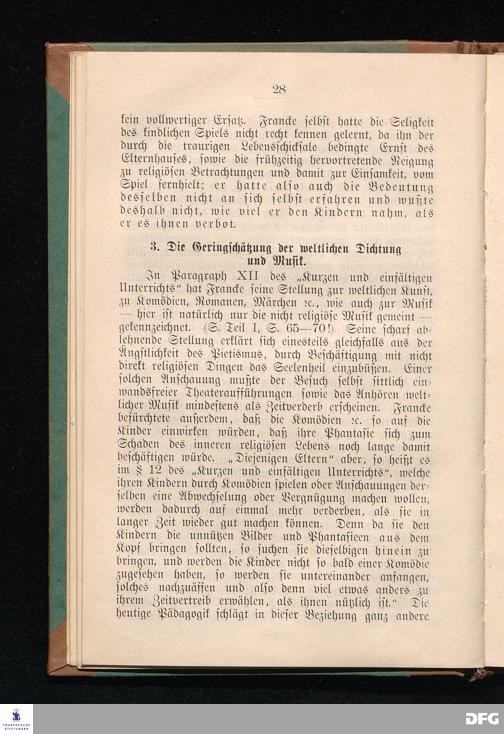 28
kein vollwertiger Ersatz. Francke selbst hatte die Seligkeit
des kindlichen Spiels nicht recht kennen gelernt, da ihn der
durch die traurigen Lebensschicksale bedingte Ernst des
Elternhauses, sowie die frühzeitig hervortretende Neigung
zu religiösen Betrachtungen und damit zur Einsamkeit, vom
Spiel fernhielt; er hatte also auch die Bedeutung
desselben nicht an sich selbst erfahren und wußte
deshalb nicht, wie viel er den Kindern nahm, als
er es ihnen verbot.
3. Die Geringschätzung der weltlichen Dichtung
und Musik.
In Paragraph XII des „Kurzen und einfältigen
Unterrichts“ hat Francke seine Stellung zur weltlichen Kunst,
zu Komödien, Romanen, Märchen ꝛc., wie auch zur Musik
— hier ist natürlich nur die nicht religiöse Musik gemeint —
gekennzeichnet. (S. Teil I, S. 65—70!) Seine scharf ab-
lehnende Stellung erklärt sich einesteils gleichfalls aus der
Ängstlichkeit des Pietismus, durch Beschäftigung mit nicht
direkt religiösen Dingen das Seelenheil einzubüßen. Einer
solchen Anschauung mußte der Besuch selbst sittlich ein-
wandsfreier Theateraufführungen sowie das Anhören welt-
licher Musik mindestens als Zeitverderb erscheinen. Francke
befürchtete außerdem, daß die Komödien ꝛc. so auf die
Kinder einwirken würden, daß ihre Phantasie sich zum
Schaden des inneren religiösen Lebens noch lange damit
beschäftigen würde. „Diejenigen Eltern“ aber, so heißt es
im § 12 des „Kurzen und einfältigen Unterrichts“, welche
ihren Kindern durch Komödien spielen oder Anschauungen der-
selben eine Abwechselung oder Vergnügung machen wollen,
werden dadurch auf einmal mehr verderben, als sie in
langer Zeit wieder gut machen können. Denn da sie den
Kindern die unnützen Bilder und Phantasieen aus dem
Kopf bringen sollten, so suchen sie dieselbigen hinein zu
bringen, und werden die Kinder nicht so bald einer Komödie
zugesehen haben, so werden sie untereinander anfangen,
solches nachzuäffen und also denn viel etwas anders zu
ihrem Zeitvertreib erwählen, als ihnen nützlich ist.“ Die
heutige Pädagogik schlägt in dieser Beziehung ganz andere
FRANCKESCHE
STIFTUNGEN
DFG